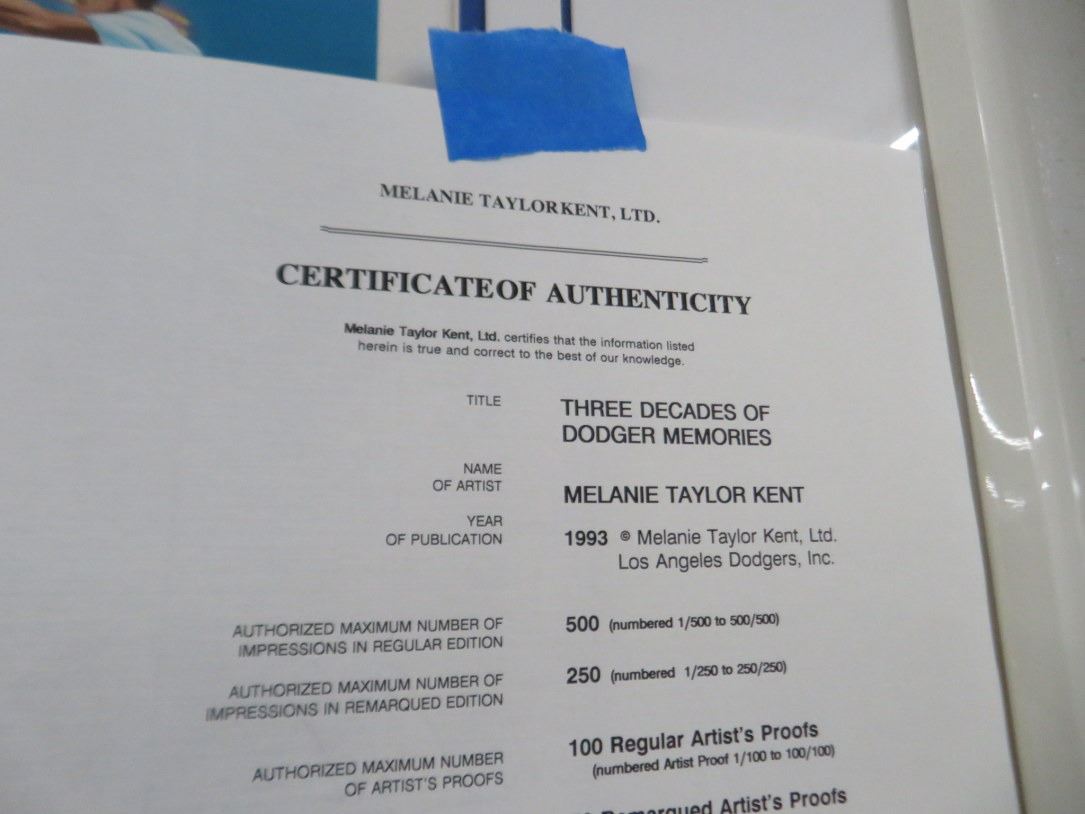 MELANIE TAYLOR KENT, LTD.
CERTIFICATE OF AUTHENTICITY
Melanie Taylor Kent, Ltd. certifies that the information listed
herein is true and correct to the best of our knowledge.
TITLE
THREE DECADES OF
DODGER MEMORIES
NAME
OF ARTIST
MELANIE TAYLOR KENT
YEAR
OF PUBLICATION
1993 © Melanie Taylor Kent, Ltd.
Los Angeles Dodgers, Inc.
AUTHORIZED MAXIMUM NUMBER OF
IMPRESSIONS IN REGULAR EDITION
500 (numbered 1/500 to 500/500)
AUTHORIZED MAXIMUM NUMBER OF
IMPRESSIONS IN REMARQUED EDITION
250 (numbered 1/250 to 250/250)
AUTHORIZED MAXIMUM NUMBER
OF ARTIST'S PROOFS
100 Regular Artist's Proofs
(numbered Artist Proof 1/100 to 100/100)
Remarqued Artist's Proofs